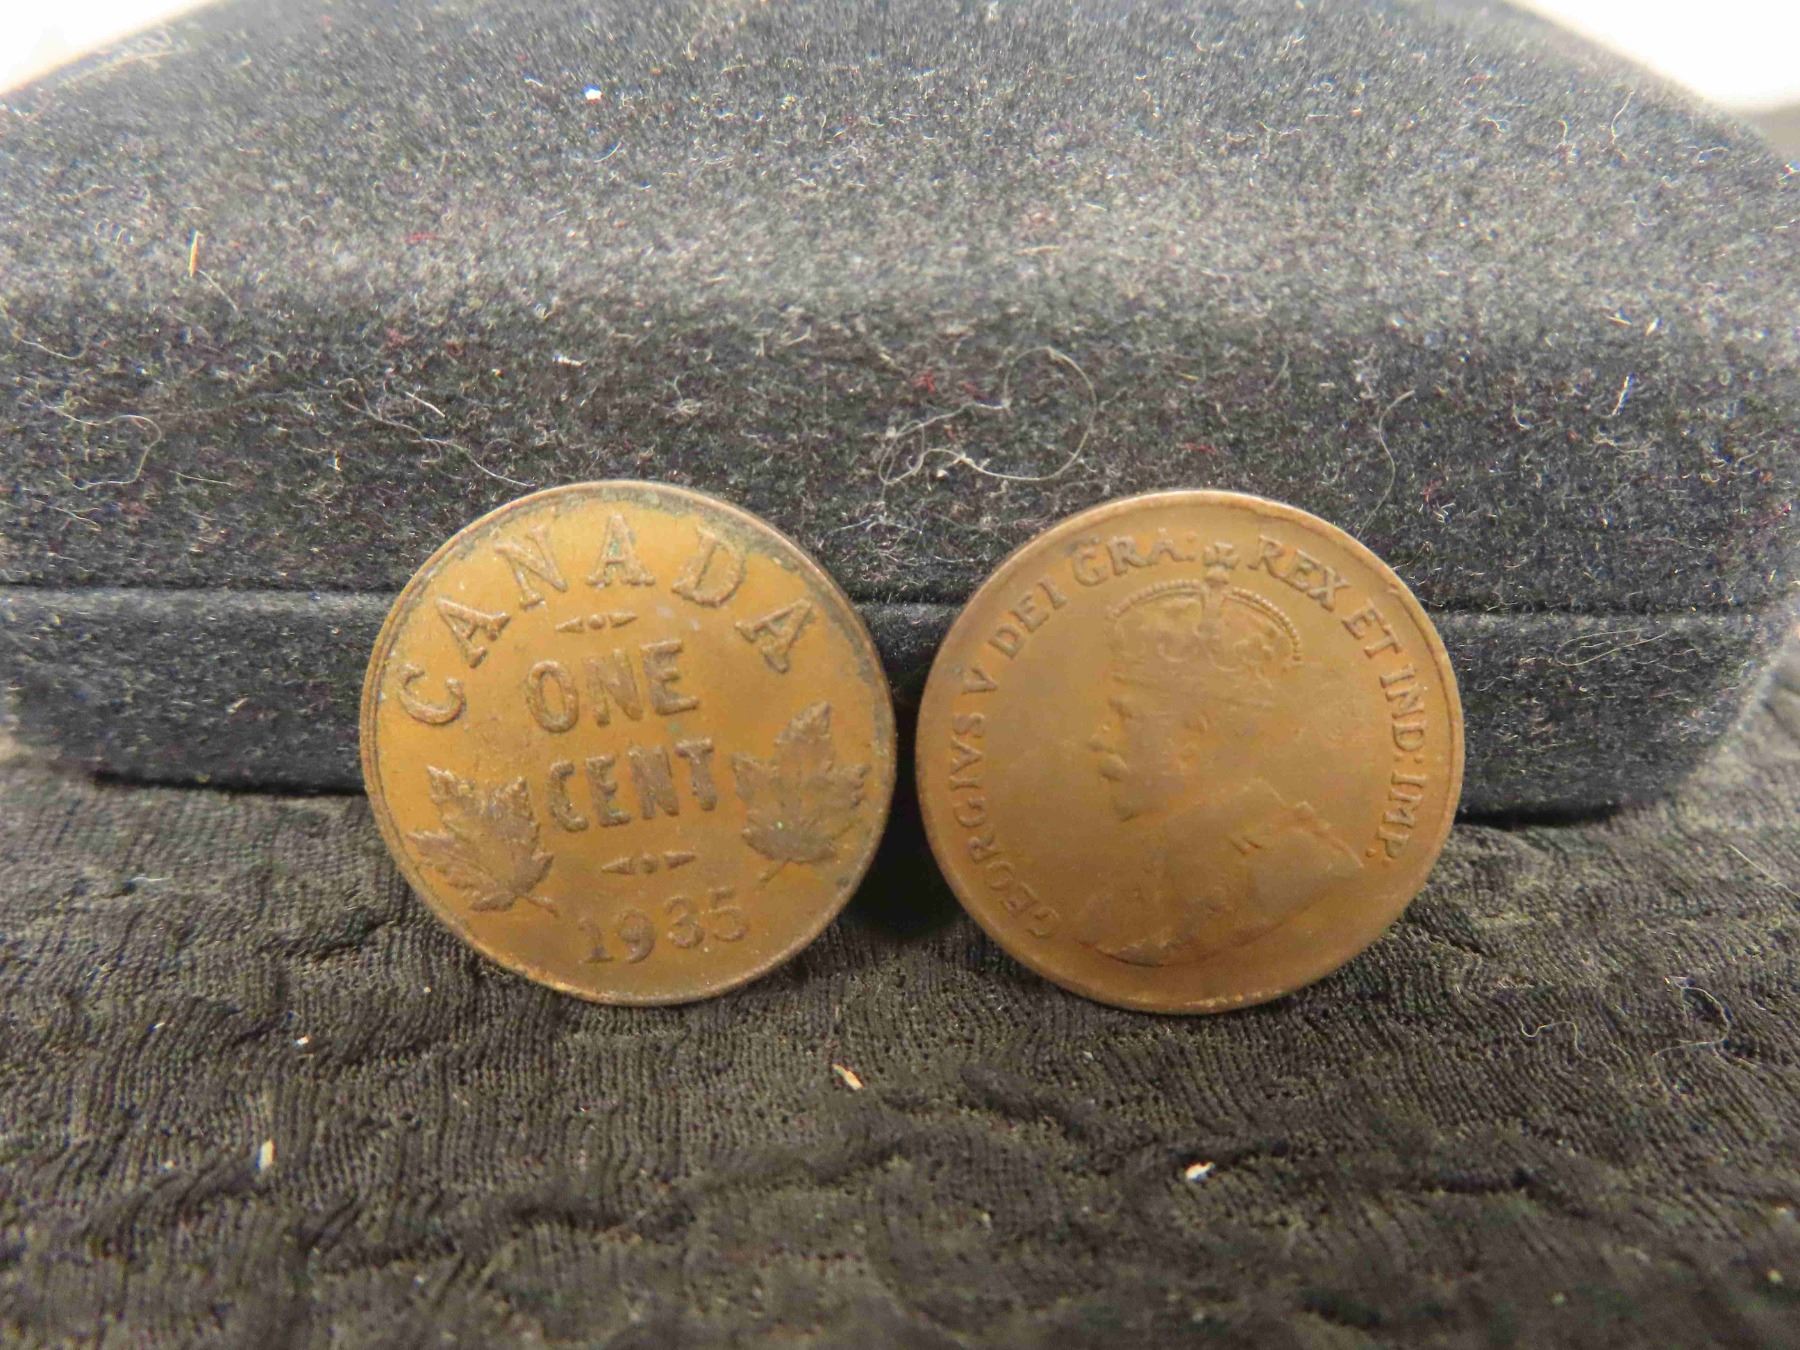 CANADA
ONE
CENT
1935
GEORGIVS V DEI GRA: REX ET IND: IMP: